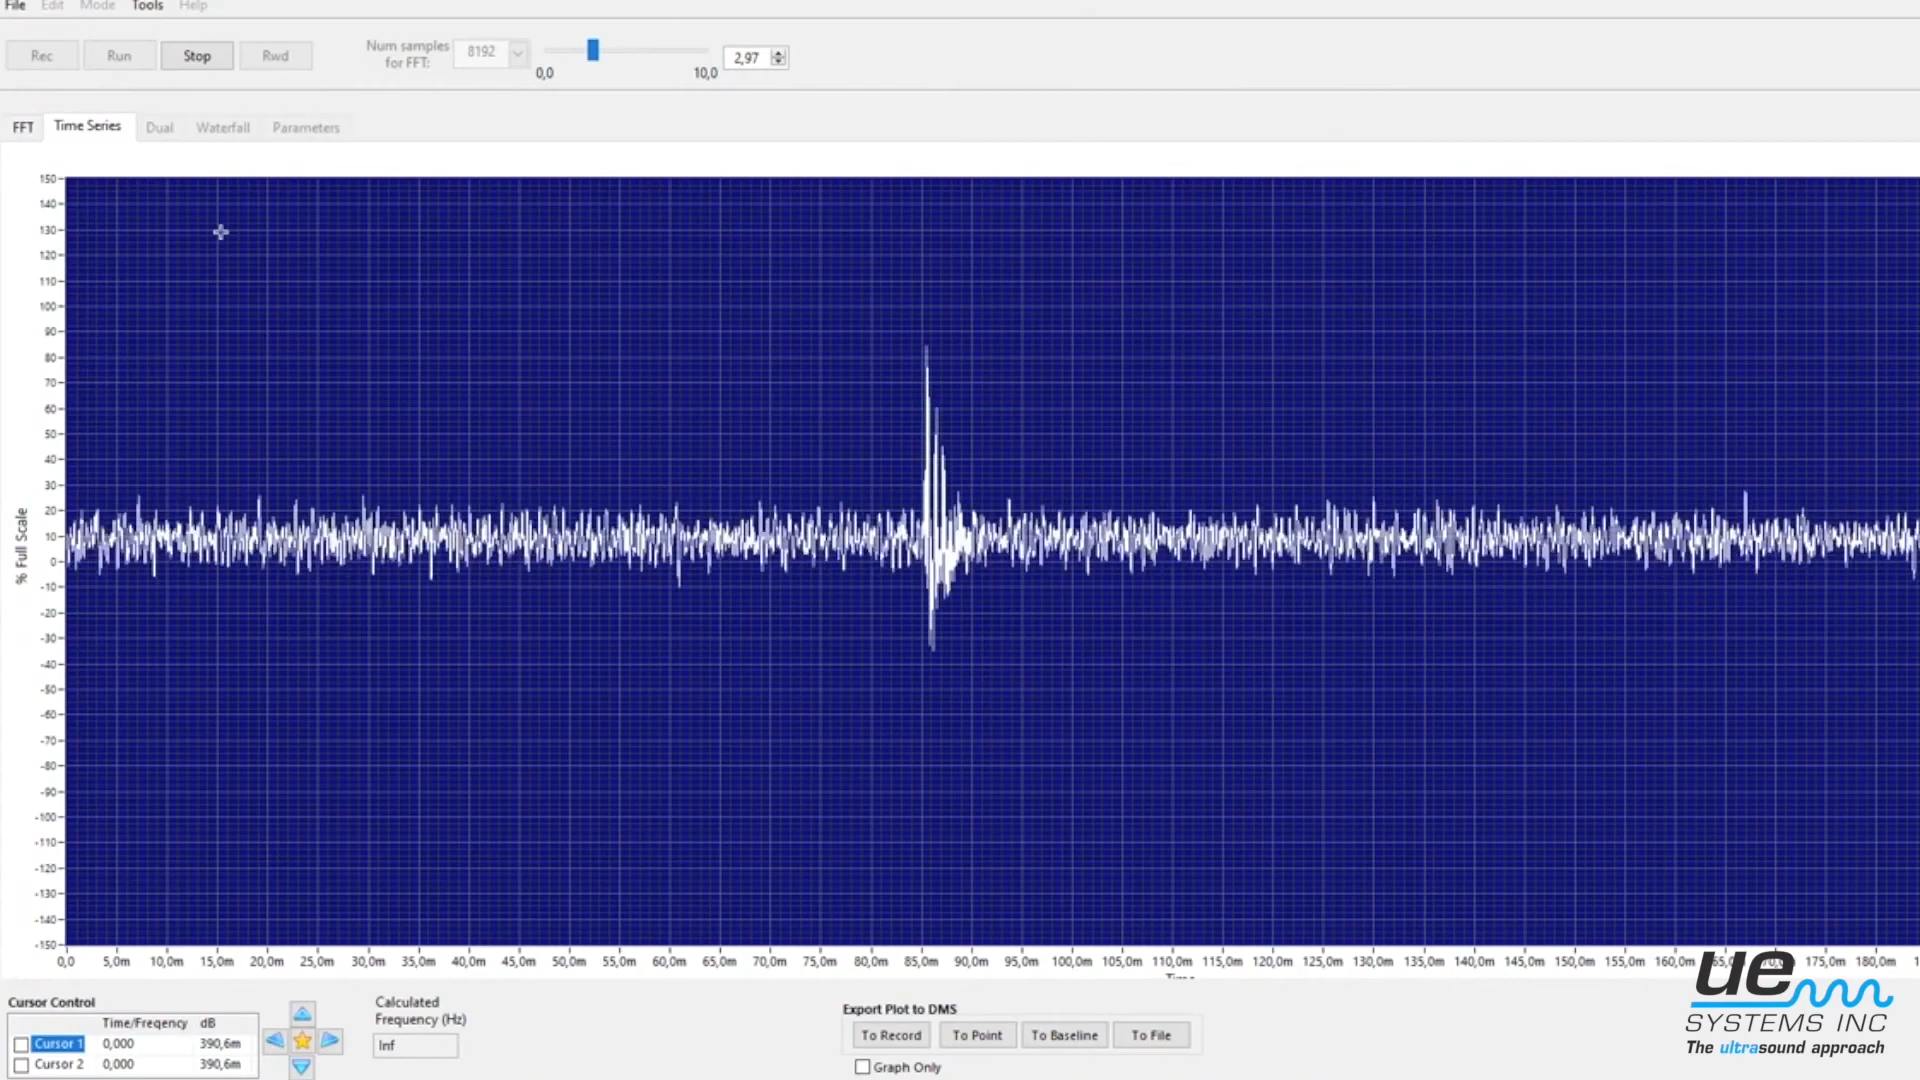 File Edit Mode Tools Help
Rec Run Stop Rwd
Num samples for FFT: 8192
0,0 10,0 2,97
FFT Time Series Dual Waterfall Parameters
150
140
130
120
110
100
90
80
70
60
50
40
30
20
10
0
-10
-20
-30
-40
-50
-60
-70
-80
-90
-100
-110
-120
-130
-140
-150
% Full Scale
0,0 5,0m 10,0m 15,0m 20,0m 25,0m 30,0m 35,0m 40,0m 45,0m 50,0m 55,0m 60,0m 65,0m 70,0m 75,0m 80,0m 85,0m 90,0m 95,0m 100,0m 105,0m 110,0m 115,0m 120,0m 125,0m 130,0m 135,0m 140,0m 145,0m 150,0m 155,0m 160,0m 175,0m 180,0m
Time
Cursor Control
Time/Freqency dB
Cursor 1 0,000 390,6m
Cursor 2 0,000 390,6m
Calculated
Frequency (Hz)
Inf
Export Plot to DMS
To Record To Point To Baseline To File
Graph Only
ue
SYSTEMS INC
The ultrasound approach